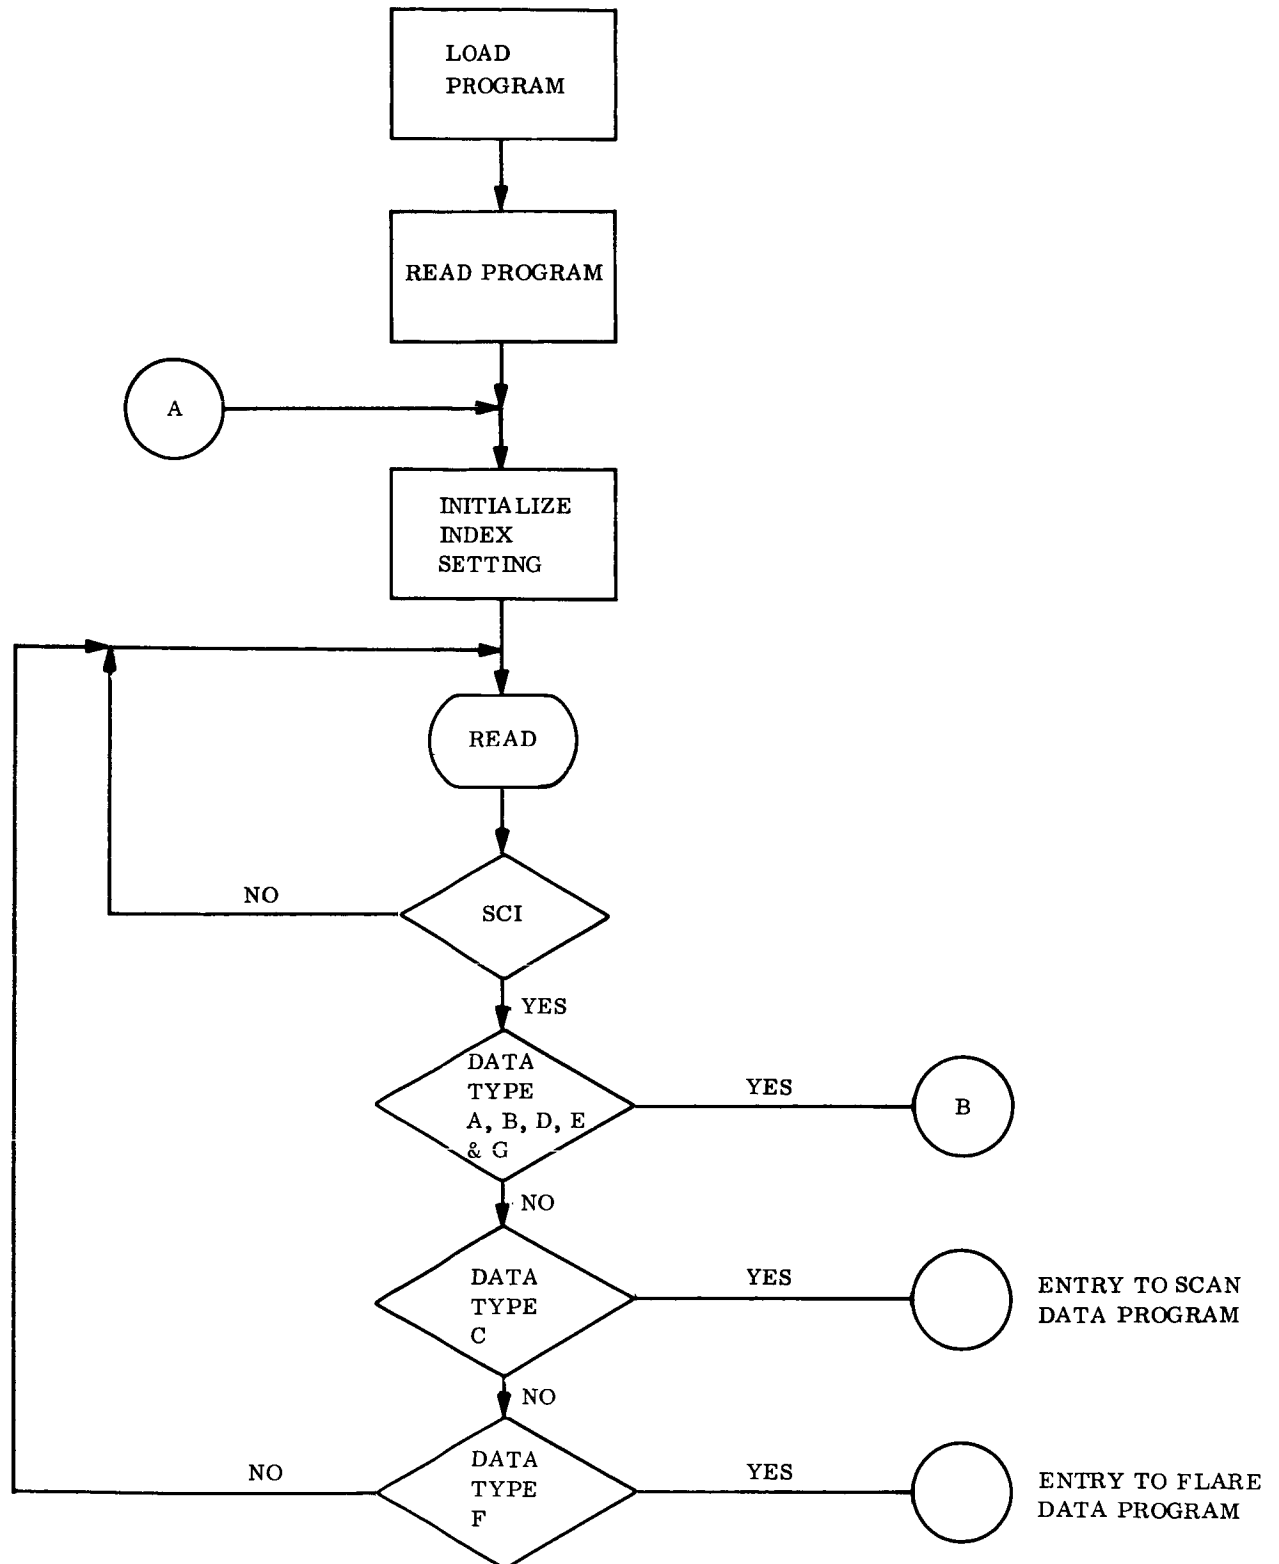 LOAD
PROGRAM
READ PROGRAM
A
INITIALIZE
INDEX
SETTING
READ
NO
SCI
YES
DATA
TYPE
A, B, D, E
& G
YES
B
NO
DATA
TYPE
C
YES
ENTRY TO SCAN
DATA PROGRAM
NO
DATA
TYPE
F
NO
YES
ENTRY TO FLARE
DATA PROGRAM